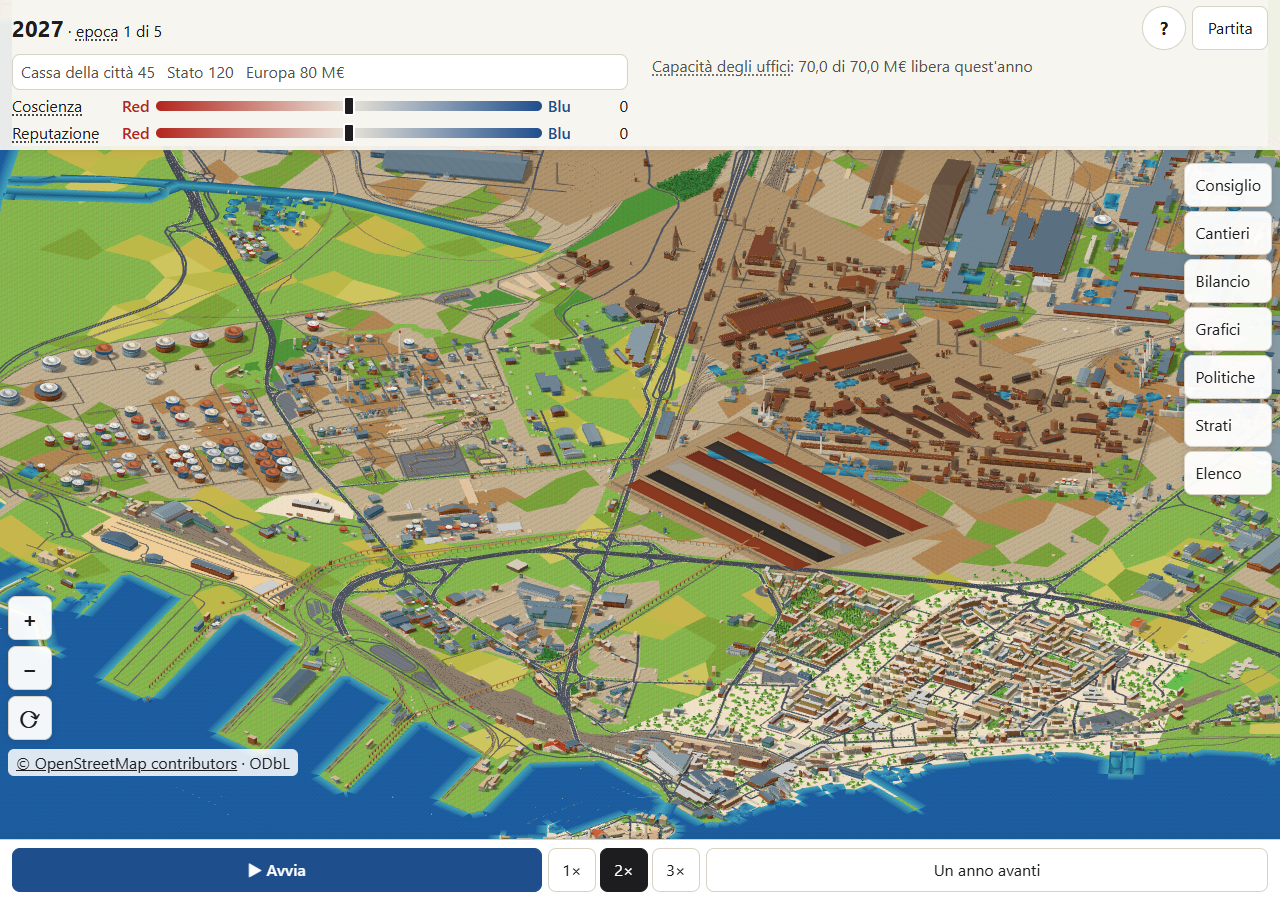 2027 · epoca 1 di 5
?
Partita
Cassa della città 45 Stato 120 Europa 80 M€
Capacità degli uffici: 70,0 di 70,0 M€ libera quest'anno
Coscienza Red Blu 0
Reputazione Red Blu 0
Consiglio
Cantieri
Bilancio
Grafici
Politiche
Strati
Elenco
+
−
© OpenStreetMap contributors · ODbL
▶ Avvia
1×
2×
3×
Un anno avanti